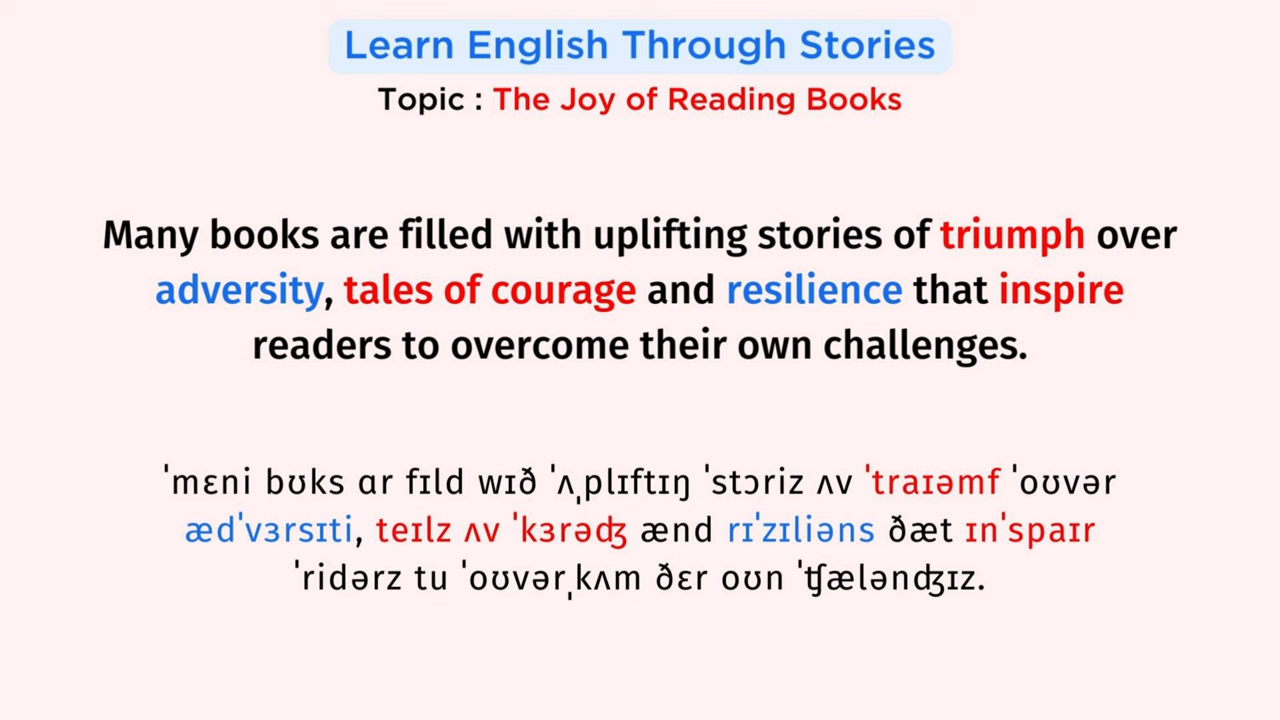 Learn English Through Stories
Topic : The Joy of Reading Books
Many books are filled with uplifting stories of triumph over
adversity, tales of courage and resilience that inspire
readers to overcome their own challenges.
ˈmɛni bʊks ɑr fɪld wɪð ˈʌˌplɪftɪŋ ˈstɔriz ʌv ˈtraɪəmf ˈoʊvər
ædˈvɜrsɪti, teɪlz ʌv ˈkɜrəʤ ænd rɪˈzɪliəns ðæt ɪnˈspaɪr
ˈridərz tu ˈoʊvərˌkʌm ðɛr oʊn ˈʧælənʤɪz.